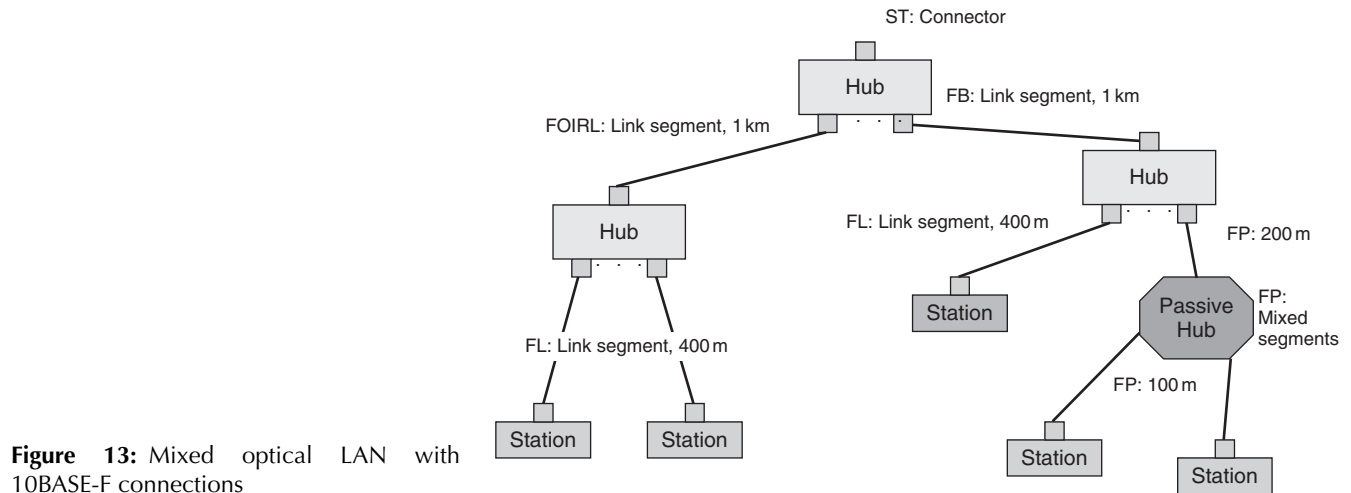 ST: Connector
Hub
FB: Link segment, 1 km
FOIRL: Link segment, 1 km
Hub
Hub
FL: Link segment, 400 m
FP: 200 m
Station
Passive
Hub
FP:
Mixed
segments
FL: Link segment, 400 m
FP: 100 m
Station
Station
Station
Station
Figure 13: Mixed optical LAN with
10BASE-F connections